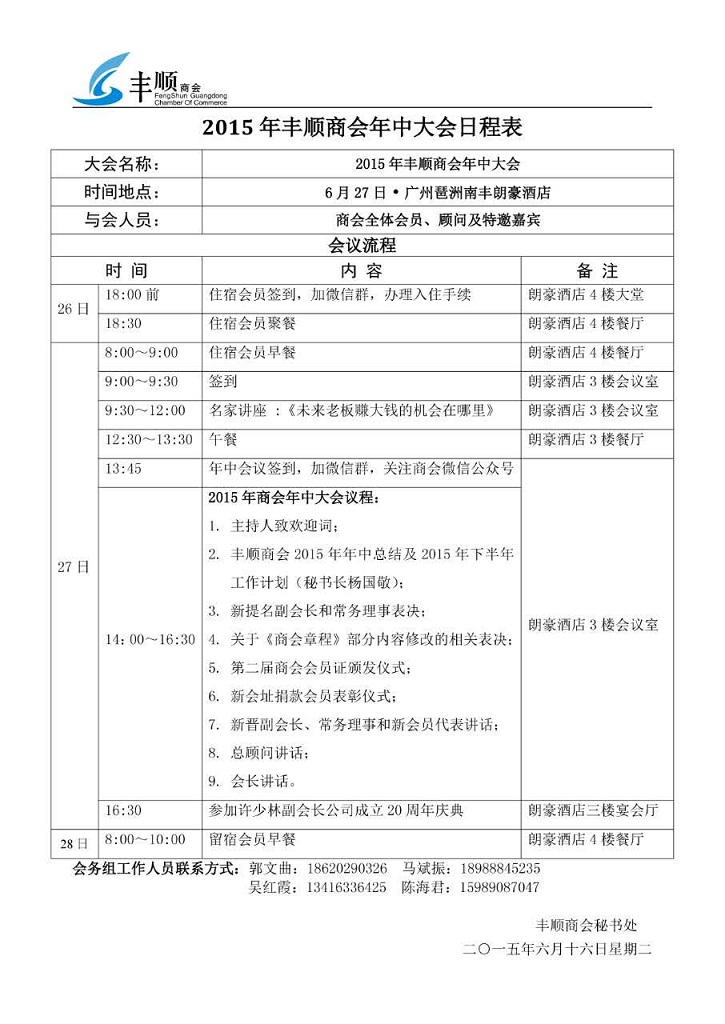 丰顺商会
FengShun Guangdong
Chamber Of Commerce
2015 年丰顺商会年中大会日程表
大会名称： 2015 年丰顺商会年中大会
时间地点： 6 月 27 日•广州琶洲南丰朗豪酒店
与会人员： 商会全体会员、顾问及特邀嘉宾
会议流程
时 间 内 容 备 注
26 日
18:00 前 住宿会员签到，加微信群，办理入住手续 朗豪酒店 4 楼大堂
18:30 住宿会员聚餐 朗豪酒店 4 楼餐厅
27 日
8:00～9:00 住宿会员早餐 朗豪酒店 4 楼餐厅
9:00～9:30 签到 朗豪酒店 3 楼会议室
9:30～12:00 名家讲座 :《未来老板赚大钱的机会在哪里》 朗豪酒店 3 楼会议室
12:30～13:30 午餐 朗豪酒店 3 楼餐厅
13:45 年中会议签到，加微信群，关注商会微信公众号
14:00～16:30
2015 年商会年中大会议程：
1. 主持人致欢迎词；
2. 丰顺商会 2015 年年中总结及 2015 年下半年
工作计划（秘书长杨国敬）；
3. 新提名副会长和常务理事表决；
4. 关于《商会章程》部分内容修改的相关表决；
5. 第二届商会会员证颁发仪式；
6. 新会址捐款会员表彰仪式；
7. 新晋副会长、常务理事和新会员代表讲话；
8. 总顾问讲话；
9. 会长讲话。
朗豪酒店 3 楼会议室
16:30 参加许少林副会长公司成立 20 周年庆典 朗豪酒店三楼宴会厅
28 日 8:00～10:00 留宿会员早餐 朗豪酒店 4 楼餐厅
会务组工作人员联系方式：郭文曲：18620290326 马斌振：18988845235
吴红霞：13416336425 陈海君：15989087047
丰顺商会秘书处
二〇一五年六月十六日星期二